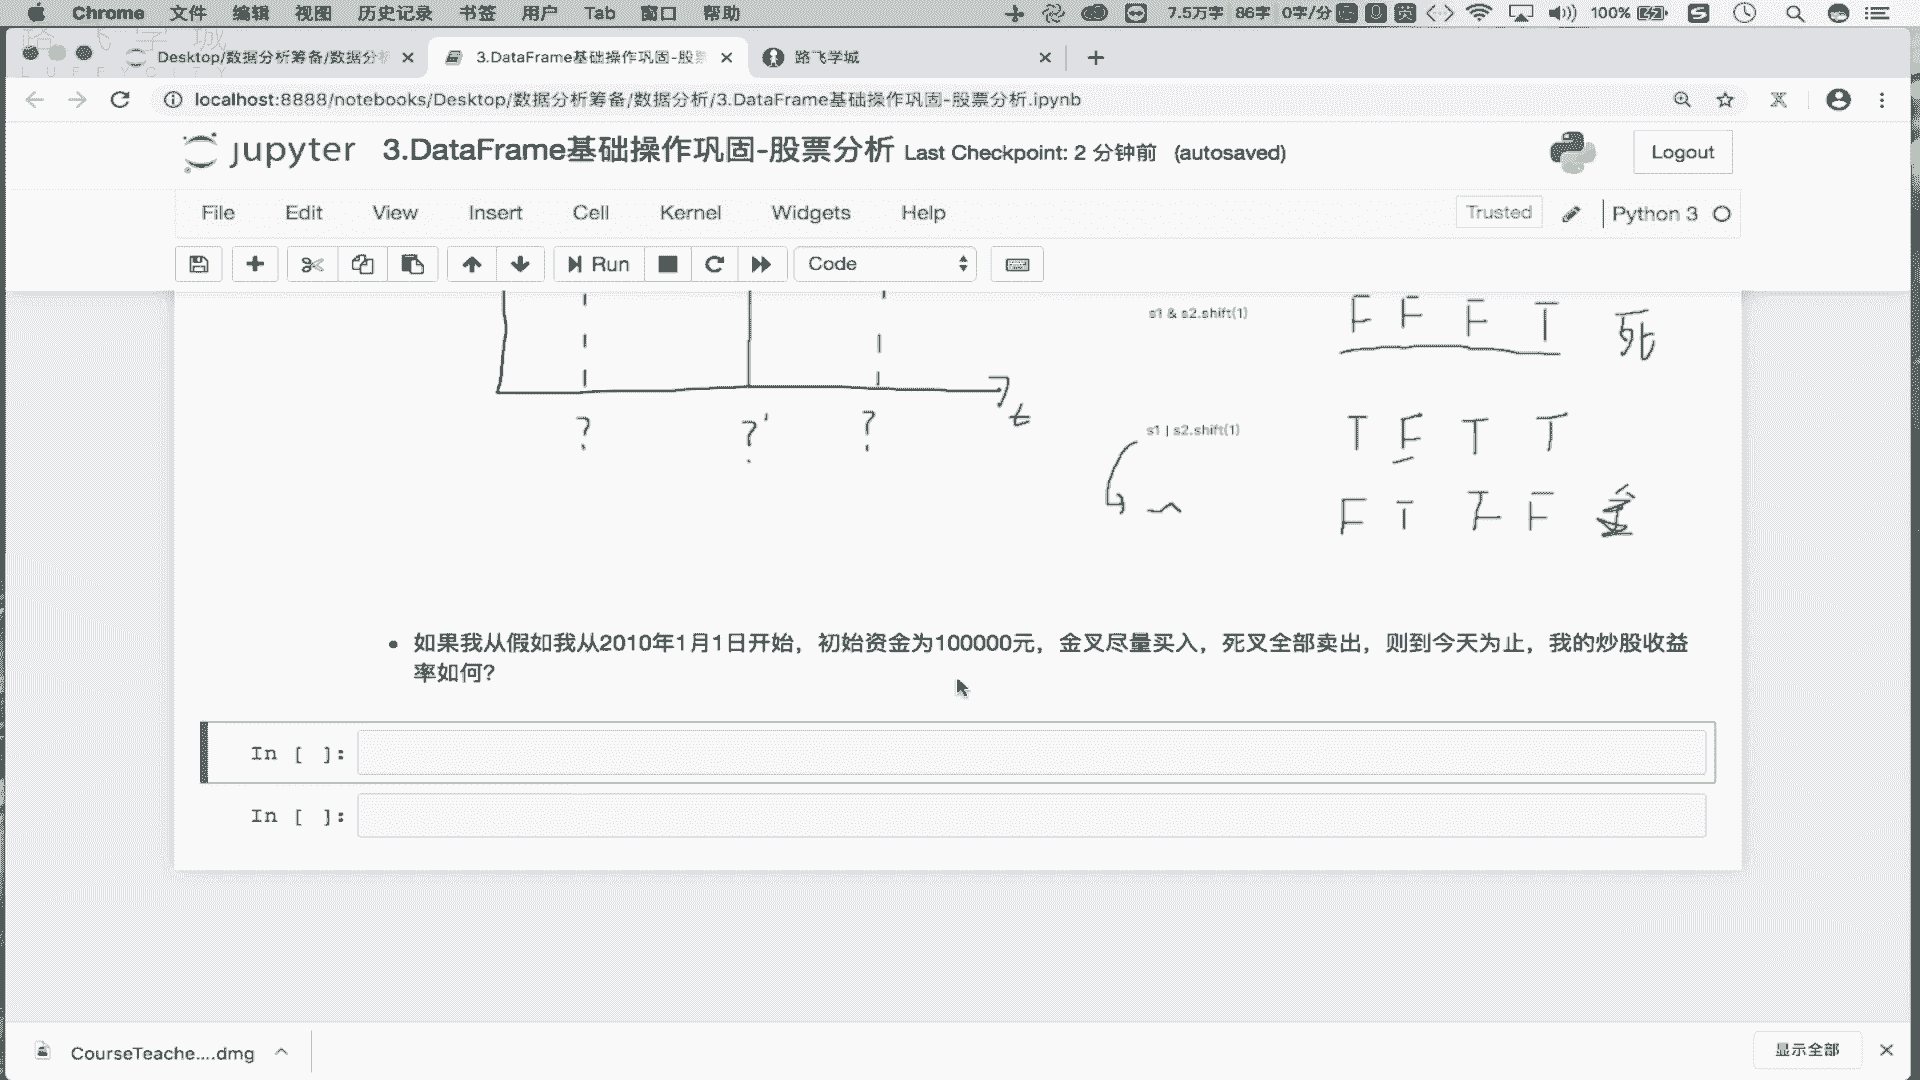 Chrome 文件 编辑 视图 历史记录 书签 用户 Tab 窗口 帮助 7.5万字 86字 0字/分 英 100%
路飞学城
LUFFYCITY
Desktop/数据分析筹备/数据分析 3.DataFrame基础操作巩固-股票 路飞学城
localhost:8888/notebooks/Desktop/数据分析筹备/数据分析/3.DataFrame基础操作巩固-股票分析.ipynb
jupyter 3.DataFrame基础操作巩固-股票分析 Last Checkpoint: 2 分钟前 (autosaved) Logout
File Edit View Insert Cell Kernel Widgets Help Trusted Python 3
Run Code
s1 & s2.shift(1) F F F T 死
? ? ? t
s1 | s2.shift(1) T F T T
~ F T F F 金
如果我从假如我从2010年1月1日开始，初始资金为100000元，金叉尽量买入，死叉全部卖出，则到今天为止，我的炒股收益
率如何？
In [ ]:
In [ ]:
CourseTeache....dmg 显示全部